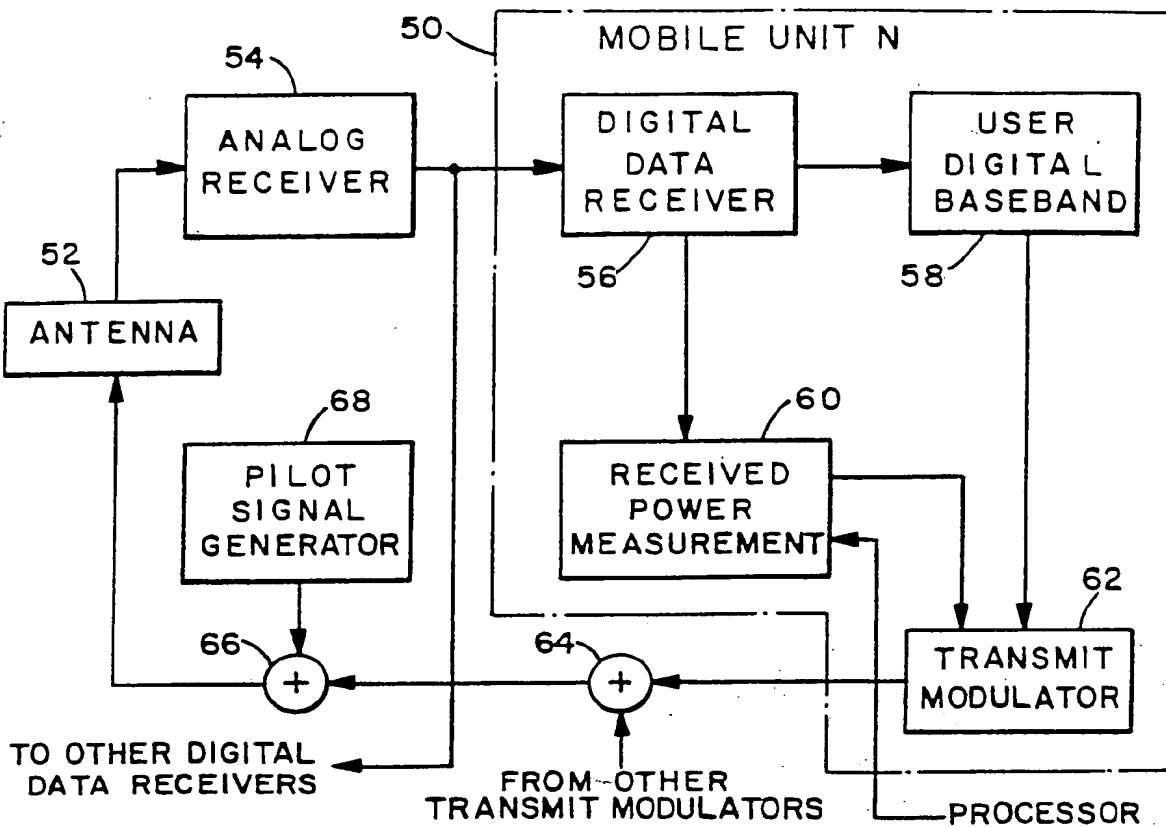 50
MOBILE UNIT N
54
ANALOG
RECEIVER
DIGITAL
DATA
RECEIVER
56
USER
DIGITAL
BASEBAND
58
52
ANTENNA
68
PILOT
SIGNAL
GENERATOR
60
RECEIVED
POWER
MEASUREMENT
62
TRANSMIT
MODULATOR
66
+
64
+
TO OTHER DIGITAL
DATA RECEIVERS
FROM OTHER
TRANSMIT MODULATORS
PROCESSOR